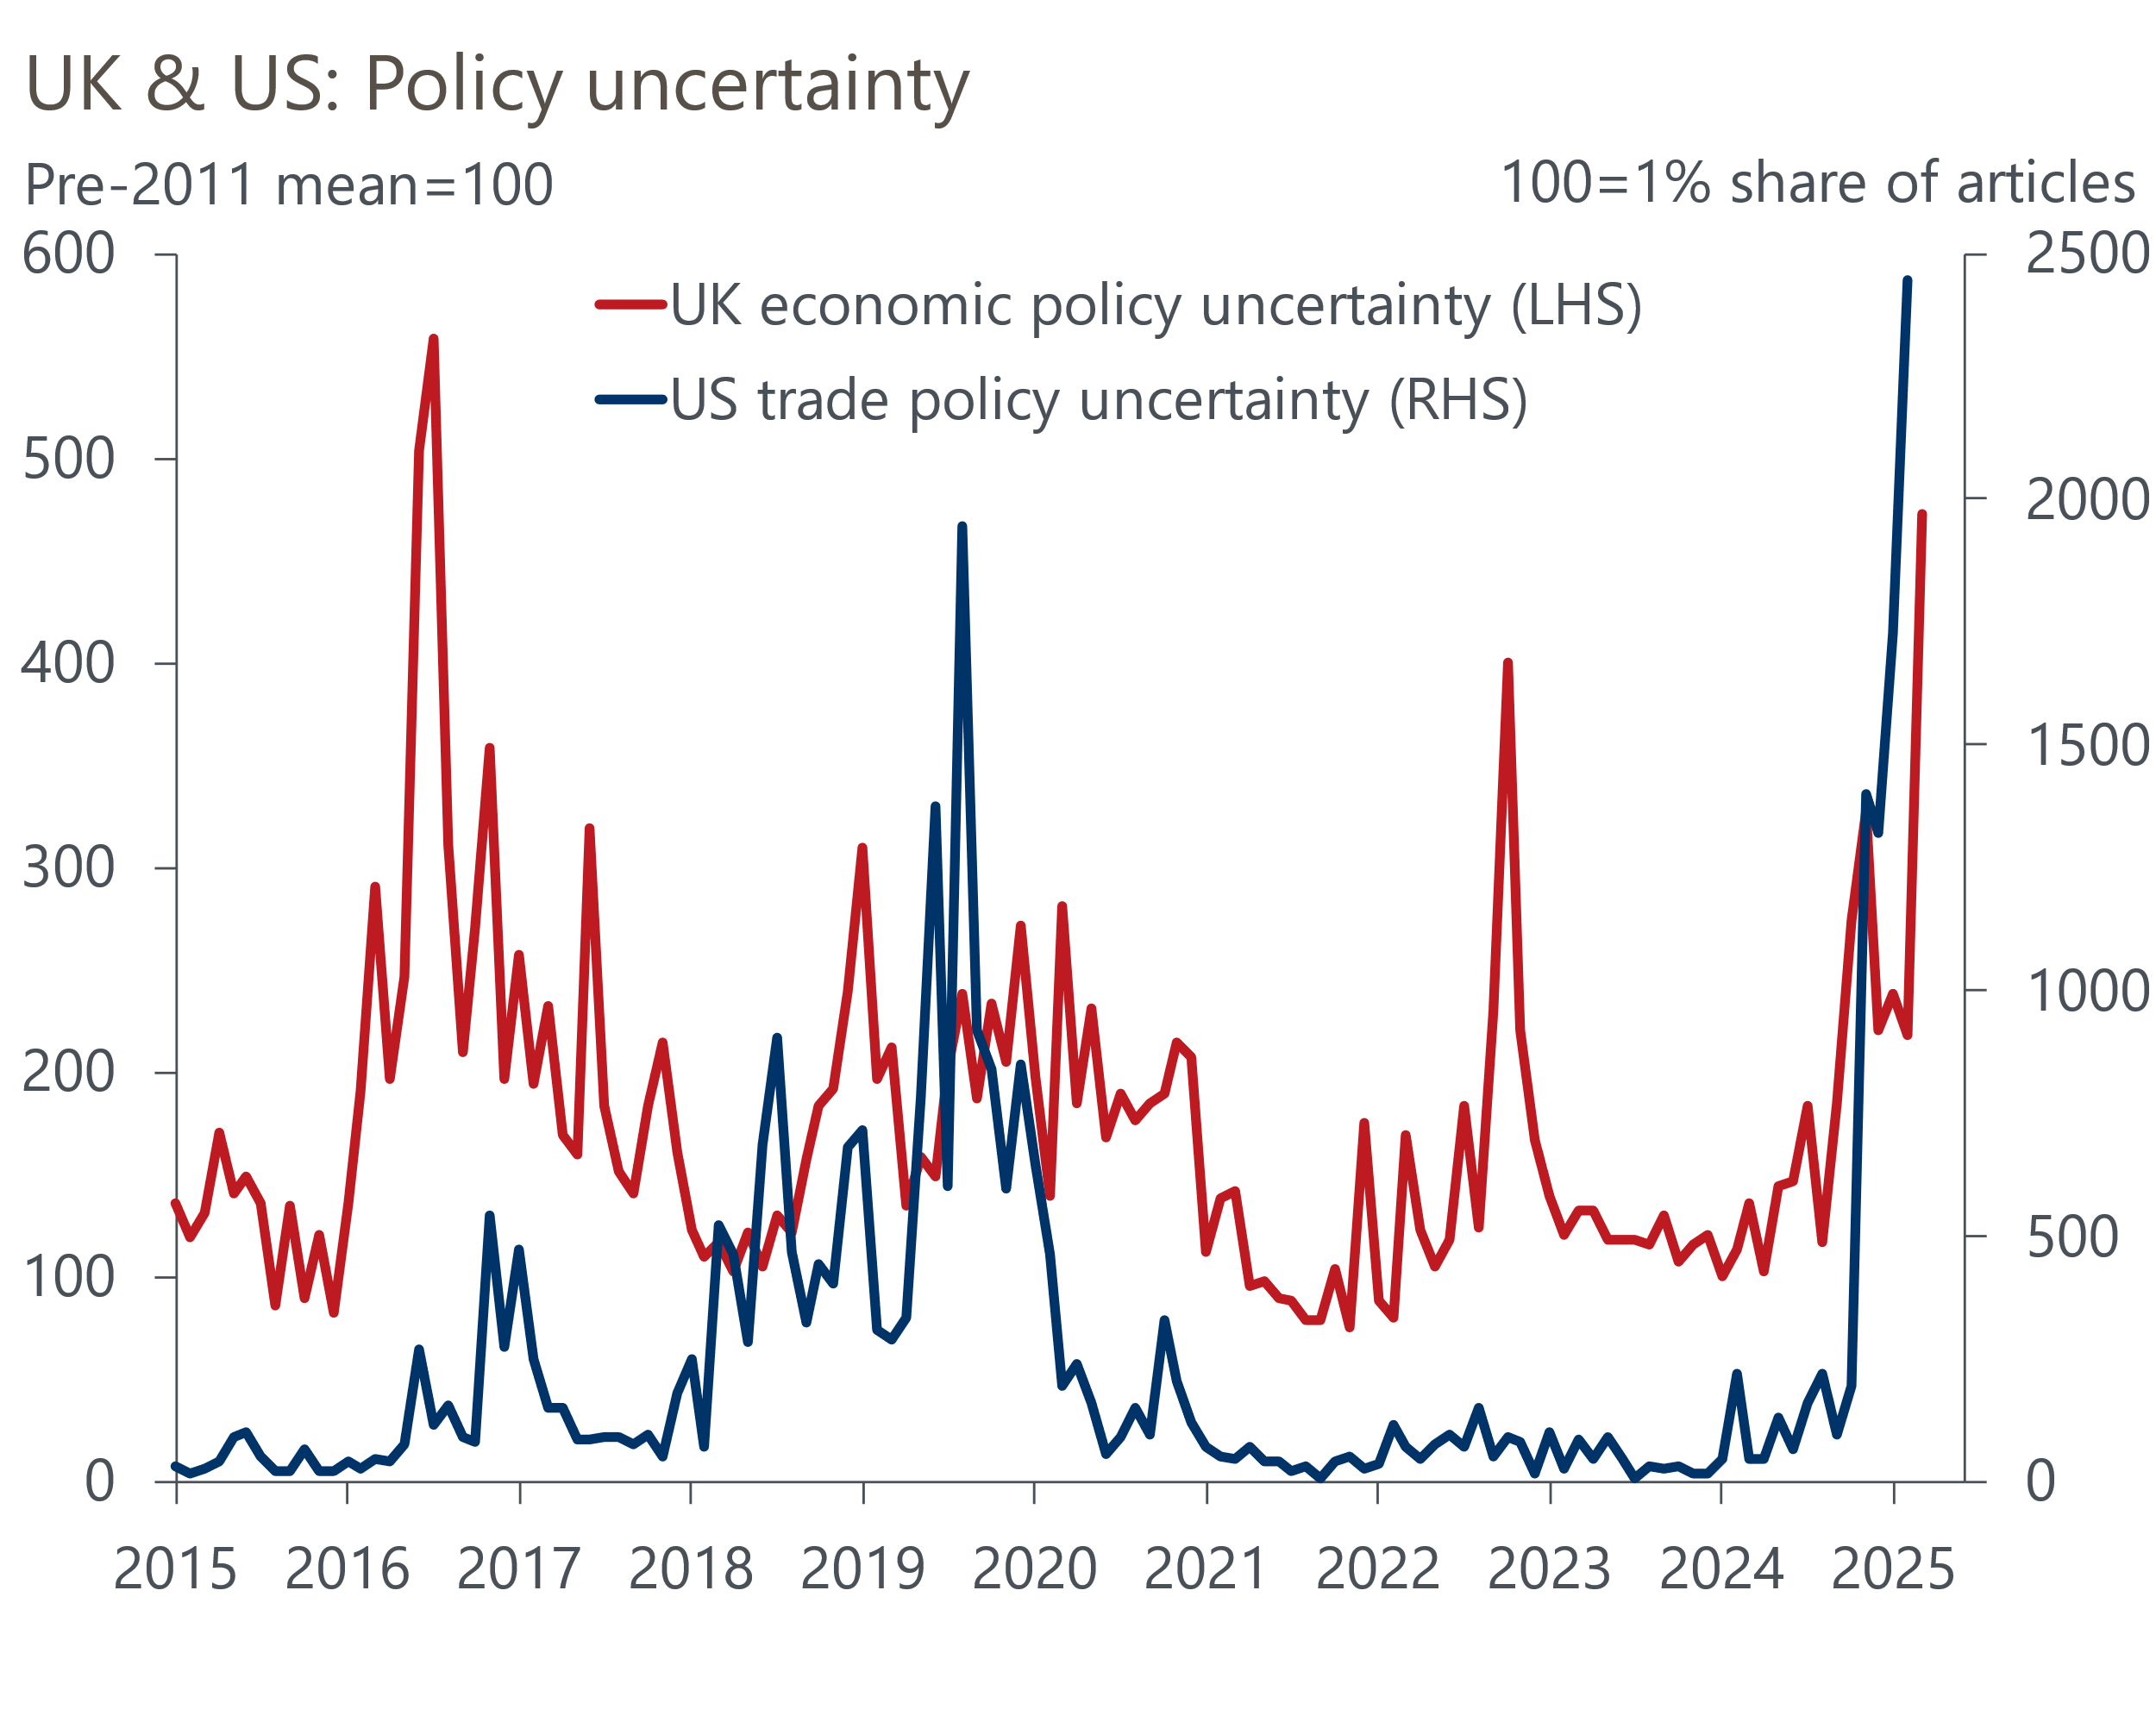 UK & US: Policy uncertainty
Pre-2011 mean=100
100=1% share of articles
600
500
400
300
200
100
0
UK economic policy uncertainty (LHS)
US trade policy uncertainty (RHS)
2500
2000
1500
1000
500
0
2015 2016 2017 2018 2019 2020 2021 2022 2023 2024 2025